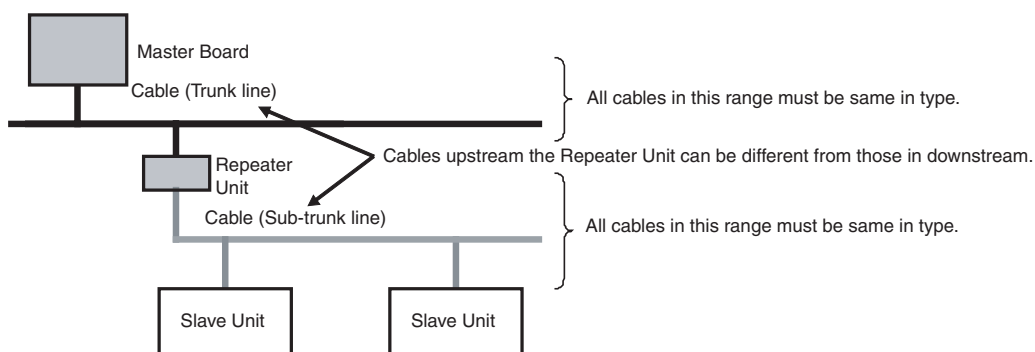 Master Board
Cable (Trunk line)
All cables in this range must be same in type.
Cables upstream the Repeater Unit can be different from those in downstream.
Repeater
Unit
Cable (Sub-trunk line)
All cables in this range must be same in type.
Slave Unit
Slave Unit